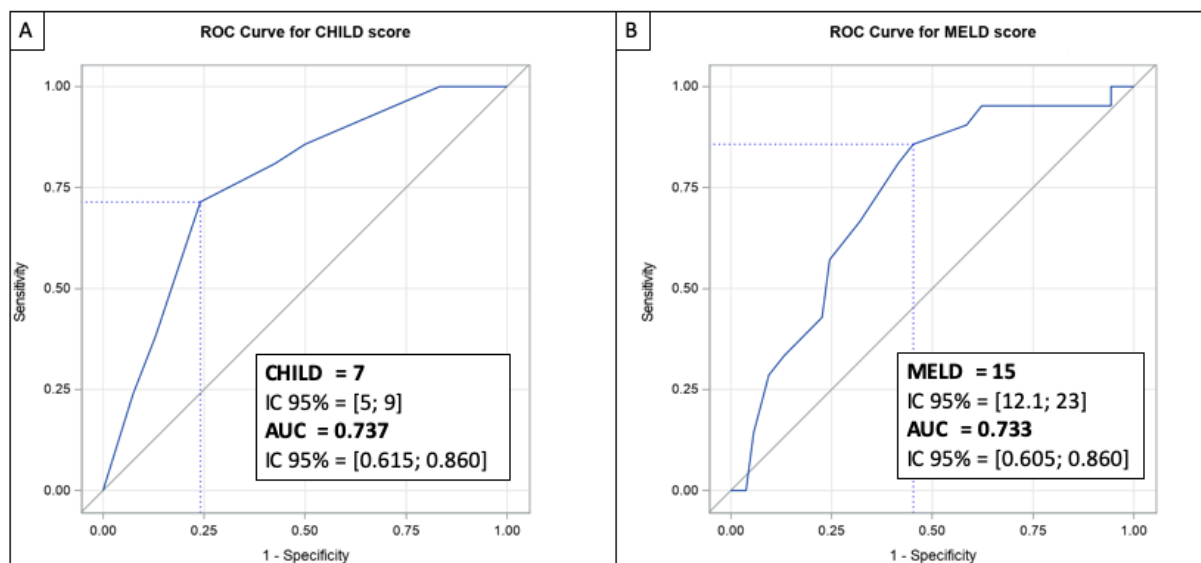 A
ROC Curve for CHILD score
Sensitivity
1.00
0.75
0.50
0.25
0.00
CHILD = 7
IC 95% = [5; 9]
AUC = 0.737
IC 95% = [0.615; 0.860]
0.00 0.25 0.50 0.75 1.00
1 - Specificity
B
ROC Curve for MELD score
Sensitivity
1.00
0.75
0.50
0.25
0.00
MELD = 15
IC 95% = [12.1; 23]
AUC = 0.733
IC 95% = [0.605; 0.860]
0.00 0.25 0.50 0.75 1.00
1 - Specificity